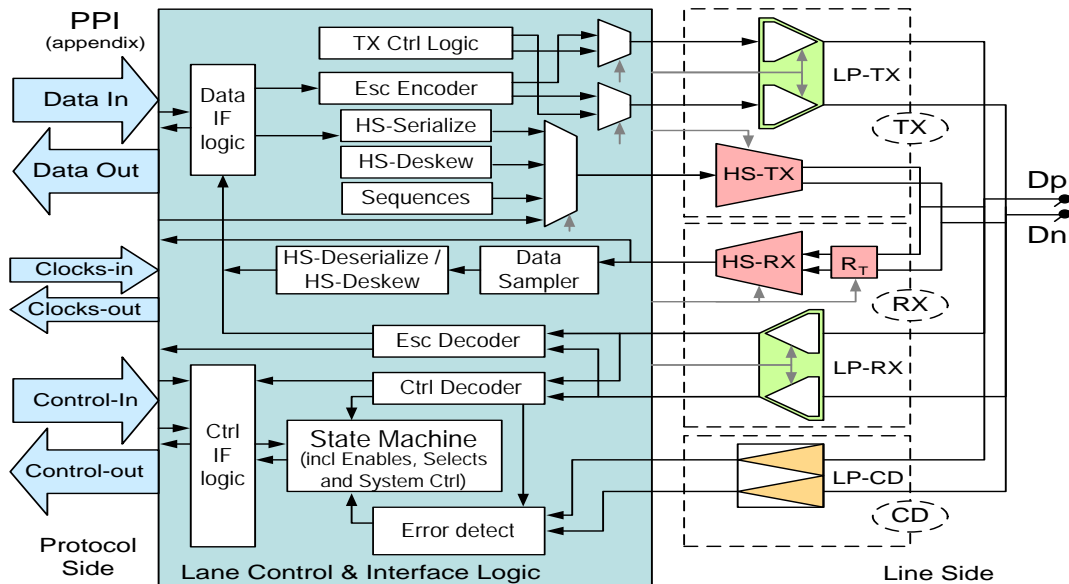 PPI
(appendix)
Data In
Data Out
Clocks-in
Clocks-out
Control-In
Control-out
Protocol
Side
Data
IF
logic
TX Ctrl Logic
Esc Encoder
HS-Serialize
HS-Deskew
Sequences
HS-Deserialize /
HS-Deskew
Data
Sampler
Esc Decoder
Ctrl Decoder
Ctrl
IF
logic
State Machine
(incl Enables, Selects
and System Ctrl)
Error detect
Lane Control & Interface Logic
LP-TX
TX
HS-TX
HS-RX
RT
RX
LP-RX
LP-CD
CD
Dp
Dn
Line Side